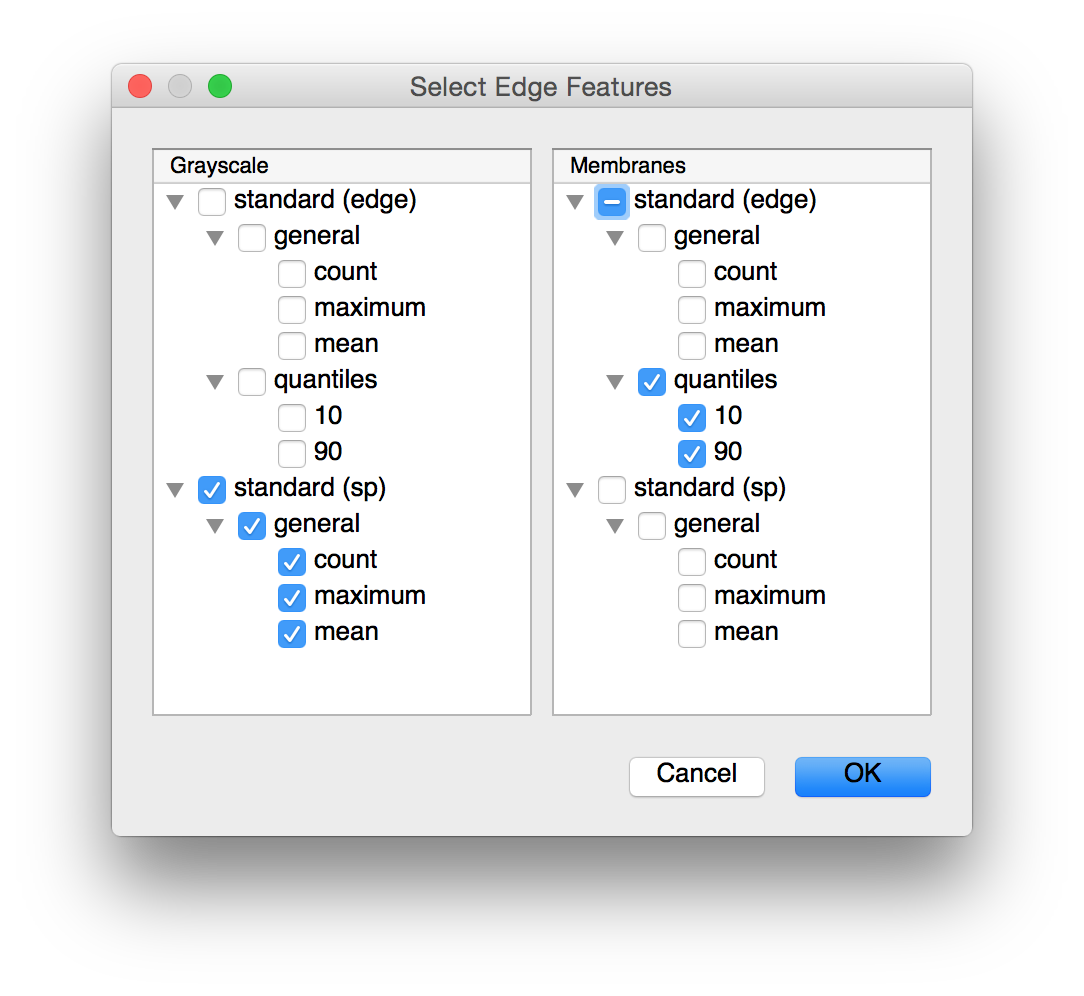 Select Edge Features
Grayscale
standard (edge)
general
count
maximum
mean
quantiles
10
90
standard (sp)
general
count
maximum
mean
Membranes
standard (edge)
general
count
maximum
mean
quantiles
10
90
standard (sp)
general
count
maximum
mean
Cancel
OK